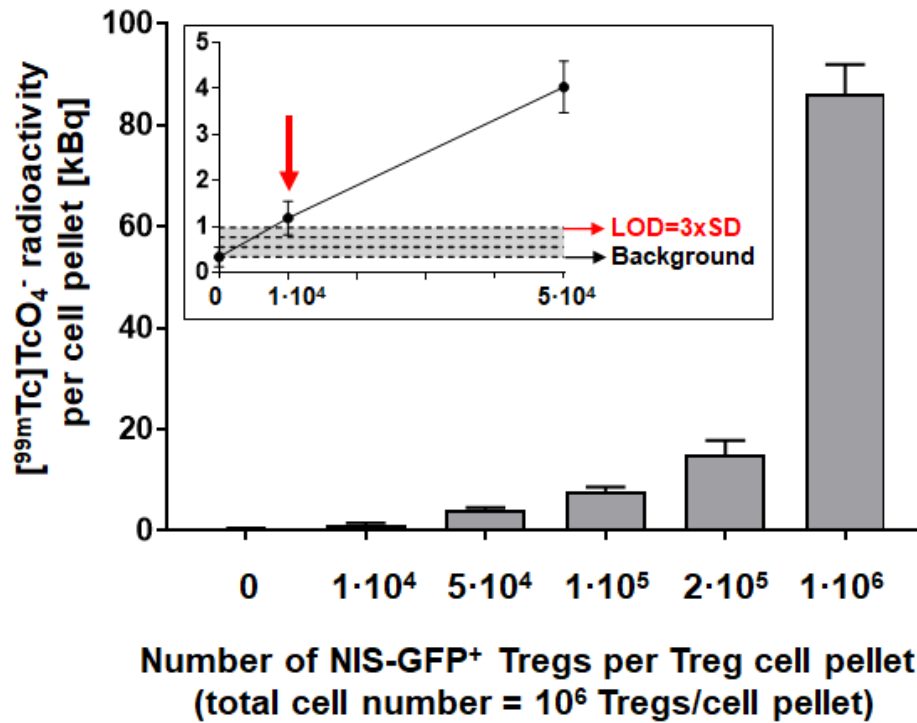 [⁹⁹ᵐTc]TcO₄⁻ radioactivity
per cell pellet [kBq]
100
80
60
40
20
0
5
4
3
2
1
0
LOD=3xSD
Background
0 1·10⁴ 5·10⁴
0 1·10⁴ 5·10⁴ 1·10⁵ 2·10⁵ 1·10⁶
Number of NIS-GFP⁺ Tregs per Treg cell pellet
(total cell number = 10⁶ Tregs/cell pellet)